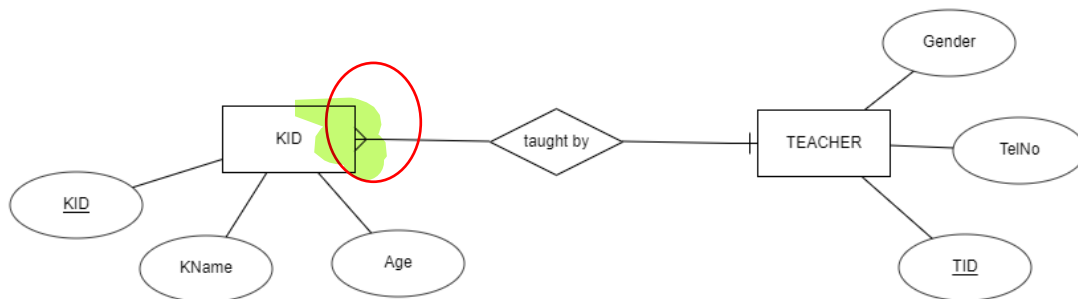 Gender
KID
taught by
TEACHER
TelNo
KID
KName
Age
TID